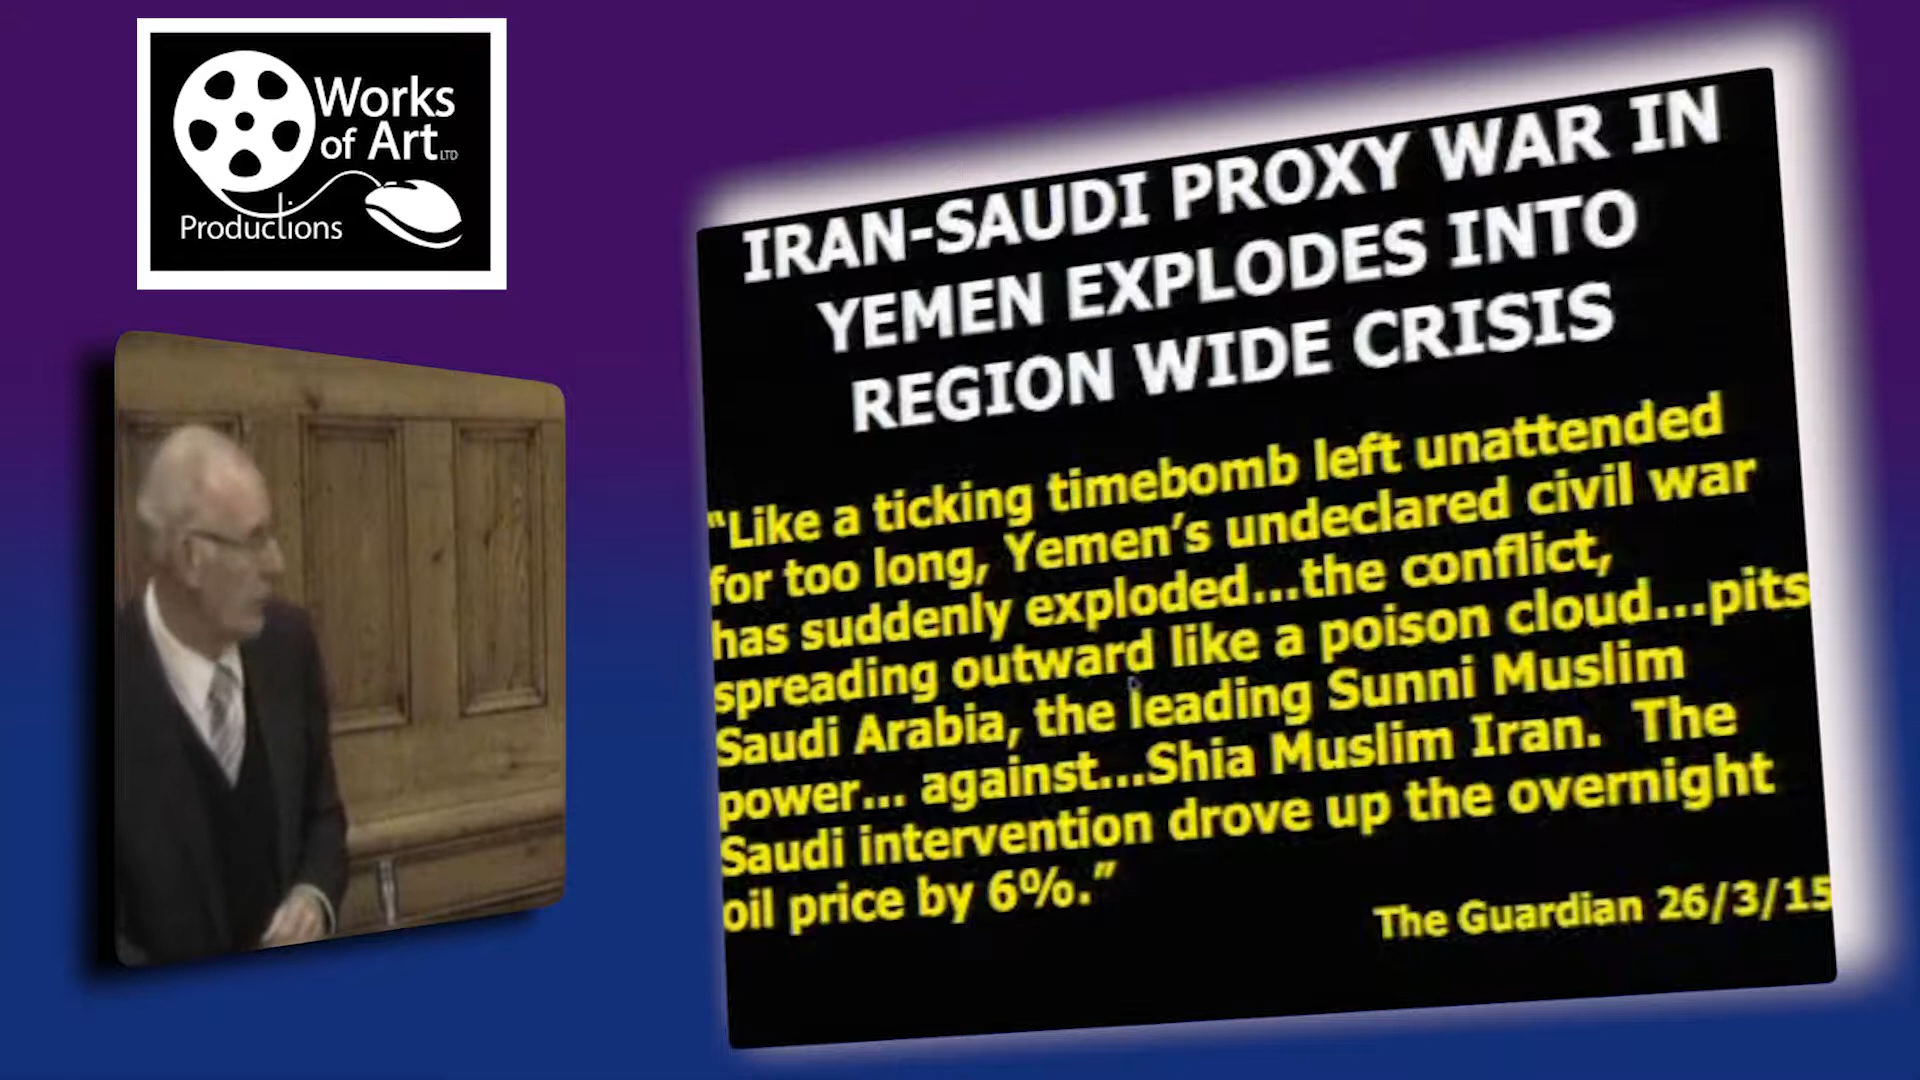 Works
of Art LTD
Productions
IRAN-SAUDI PROXY WAR IN
YEMEN EXPLODES INTO
REGION WIDE CRISIS
“Like a ticking timebomb left unattended
for too long, Yemen’s undeclared civil war
has suddenly exploded...the conflict,
spreading outward like a poison cloud...pits
Saudi Arabia, the leading Sunni Muslim
power... against...Shia Muslim Iran. The
Saudi intervention drove up the overnight
oil price by 6%.”
The Guardian 26/3/15